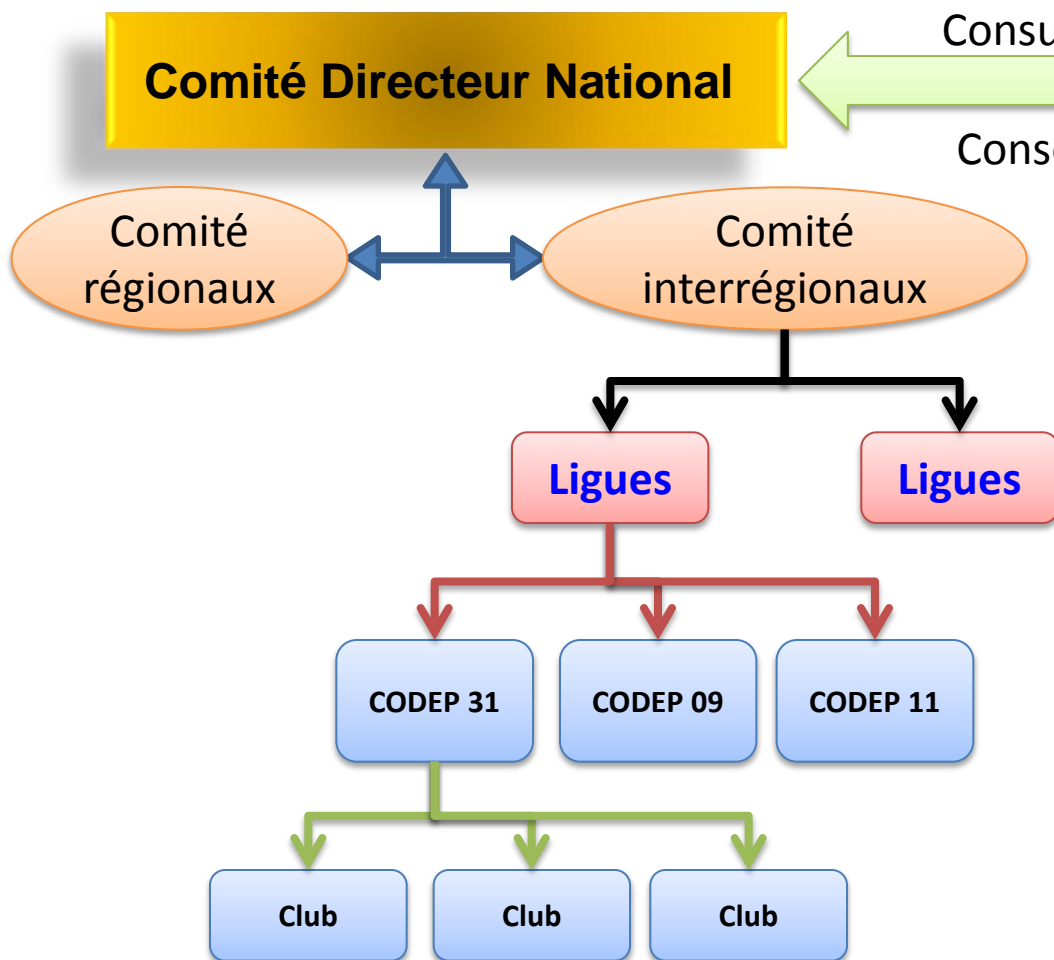 Comité Directeur National
Comité
régionaux
Comité
interrégionaux
Ligues
Ligues
CODEP 31
CODEP 09
CODEP 11
Club
Club
Club